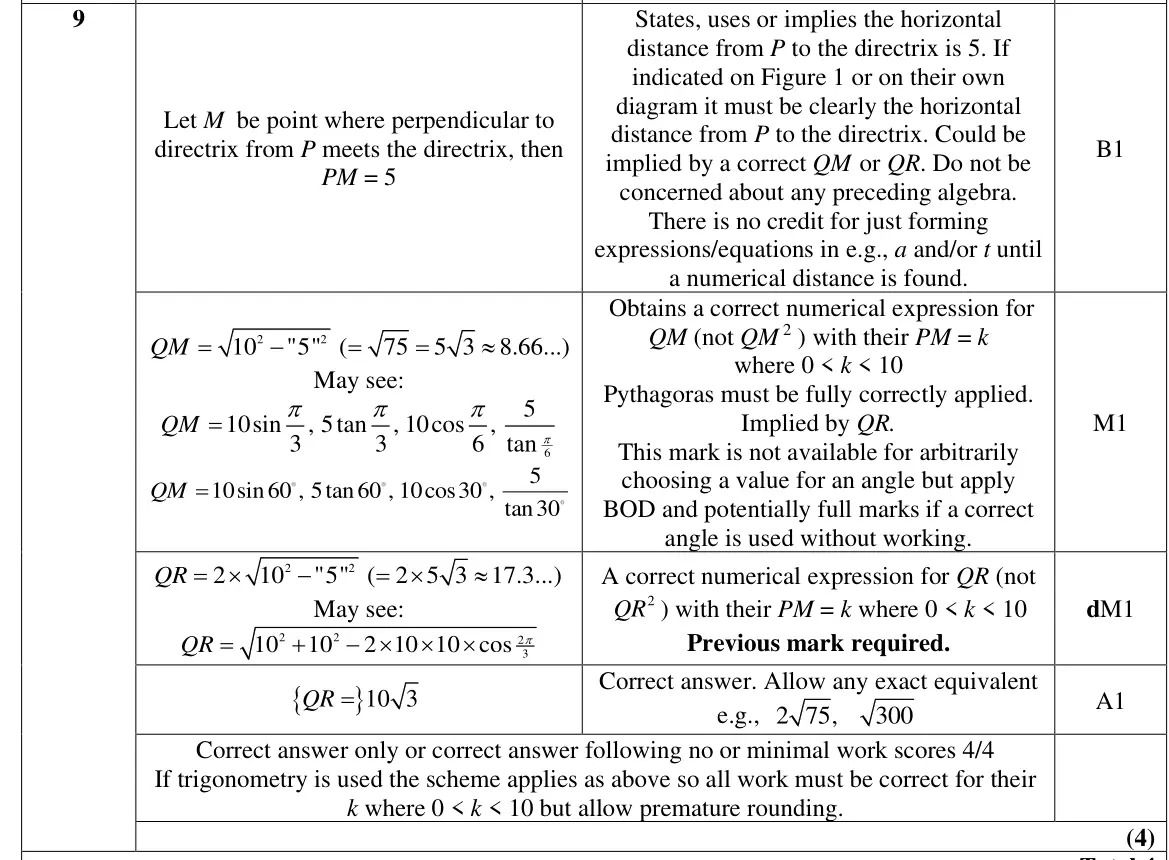 9
Let M be point where perpendicular to
directrix from P meets the directrix, then
PM = 5
States, uses or implies the horizontal
distance from P to the directrix is 5. If
indicated on Figure 1 or on their own
diagram it must be clearly the horizontal
distance from P to the directrix. Could be
implied by a correct QM or QR. Do not be
concerned about any preceding algebra.
There is no credit for just forming
expressions/equations in e.g., a and/or t until
a numerical distance is found.
B1
QM = √(10² − "5"²) (= √75 = 5√3 ≈ 8.66...)
May see:
QM = 10 sin π/3, 5 tan π/3, 10 cos π/6, 5/tan π/6
QM = 10 sin 60°, 5 tan 60°, 10 cos 30°, 5/tan 30°
Obtains a correct numerical expression for
QM (not QM²) with their PM = k
where 0 < k < 10
Pythagoras must be fully correctly applied.
Implied by QR.
This mark is not available for arbitrarily
choosing a value for an angle but apply
BOD and potentially full marks if a correct
angle is used without working.
M1
QR = 2 × √(10² − "5"²) (= 2 × 5√3 ≈ 17.3...)
May see:
QR = √(10² + 10² − 2 × 10 × 10 × cos 2π/3)
A correct numerical expression for QR (not
QR²) with their PM = k where 0 < k < 10
Previous mark required.
dM1
{QR =}10√3
Correct answer. Allow any exact equivalent
e.g., 2√75, √300
A1
Correct answer only or correct answer following no or minimal work scores 4/4
If trigonometry is used the scheme applies as above so all work must be correct for their
k where 0 < k < 10 but allow premature rounding.
(4)